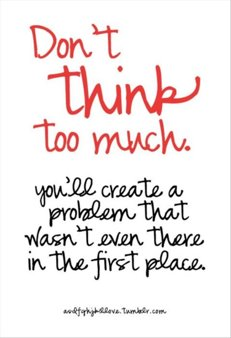 Don't
think
too much.
you'll create a
problem that
wasn't even there
in the first place.